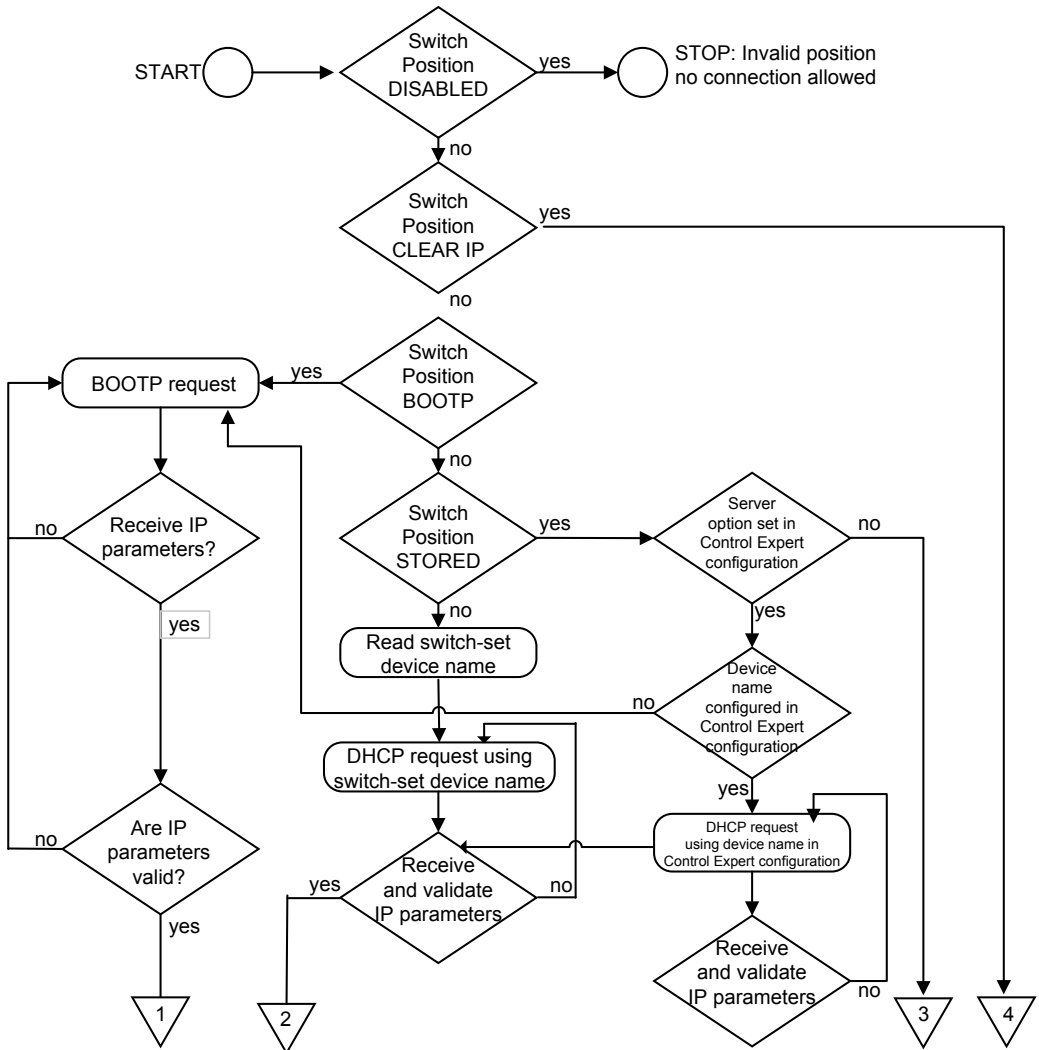 START
Switch
Position
DISABLED
yes
STOP: Invalid position
no connection allowed
no
Switch
Position
CLEAR IP
yes
no
Switch
Position
BOOTP
yes
BOOTP request
no
Receive IP
parameters?
no
Switch
Position
STORED
yes
Server
option set in
Control Expert
configuration
no
yes
no
yes
Read switch-set
device name
Device
name
configured in
Control Expert
configuration
no
DHCP request using
switch-set device name
yes
Are IP
parameters
valid?
no
DHCP request
using device name in
Control Expert configuration
Receive
and validate
IP parameters
yes
no
yes
Receive
and validate
IP parameters
no
1
2
3
4